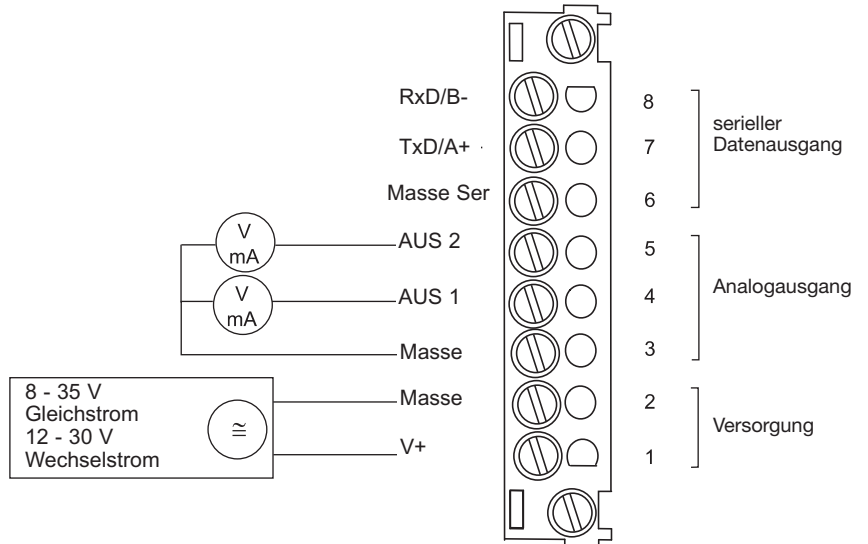 RxD/B-
8
TxD/A+
7
Masse Ser
6
serieller
Datenausgang
V
mA
AUS 2
5
V
mA
AUS 1
4
Masse
3
Analogausgang
8 - 35 V
Gleichstrom
12 - 30 V
Wechselstrom
≅
Masse
2
V+
1
Versorgung